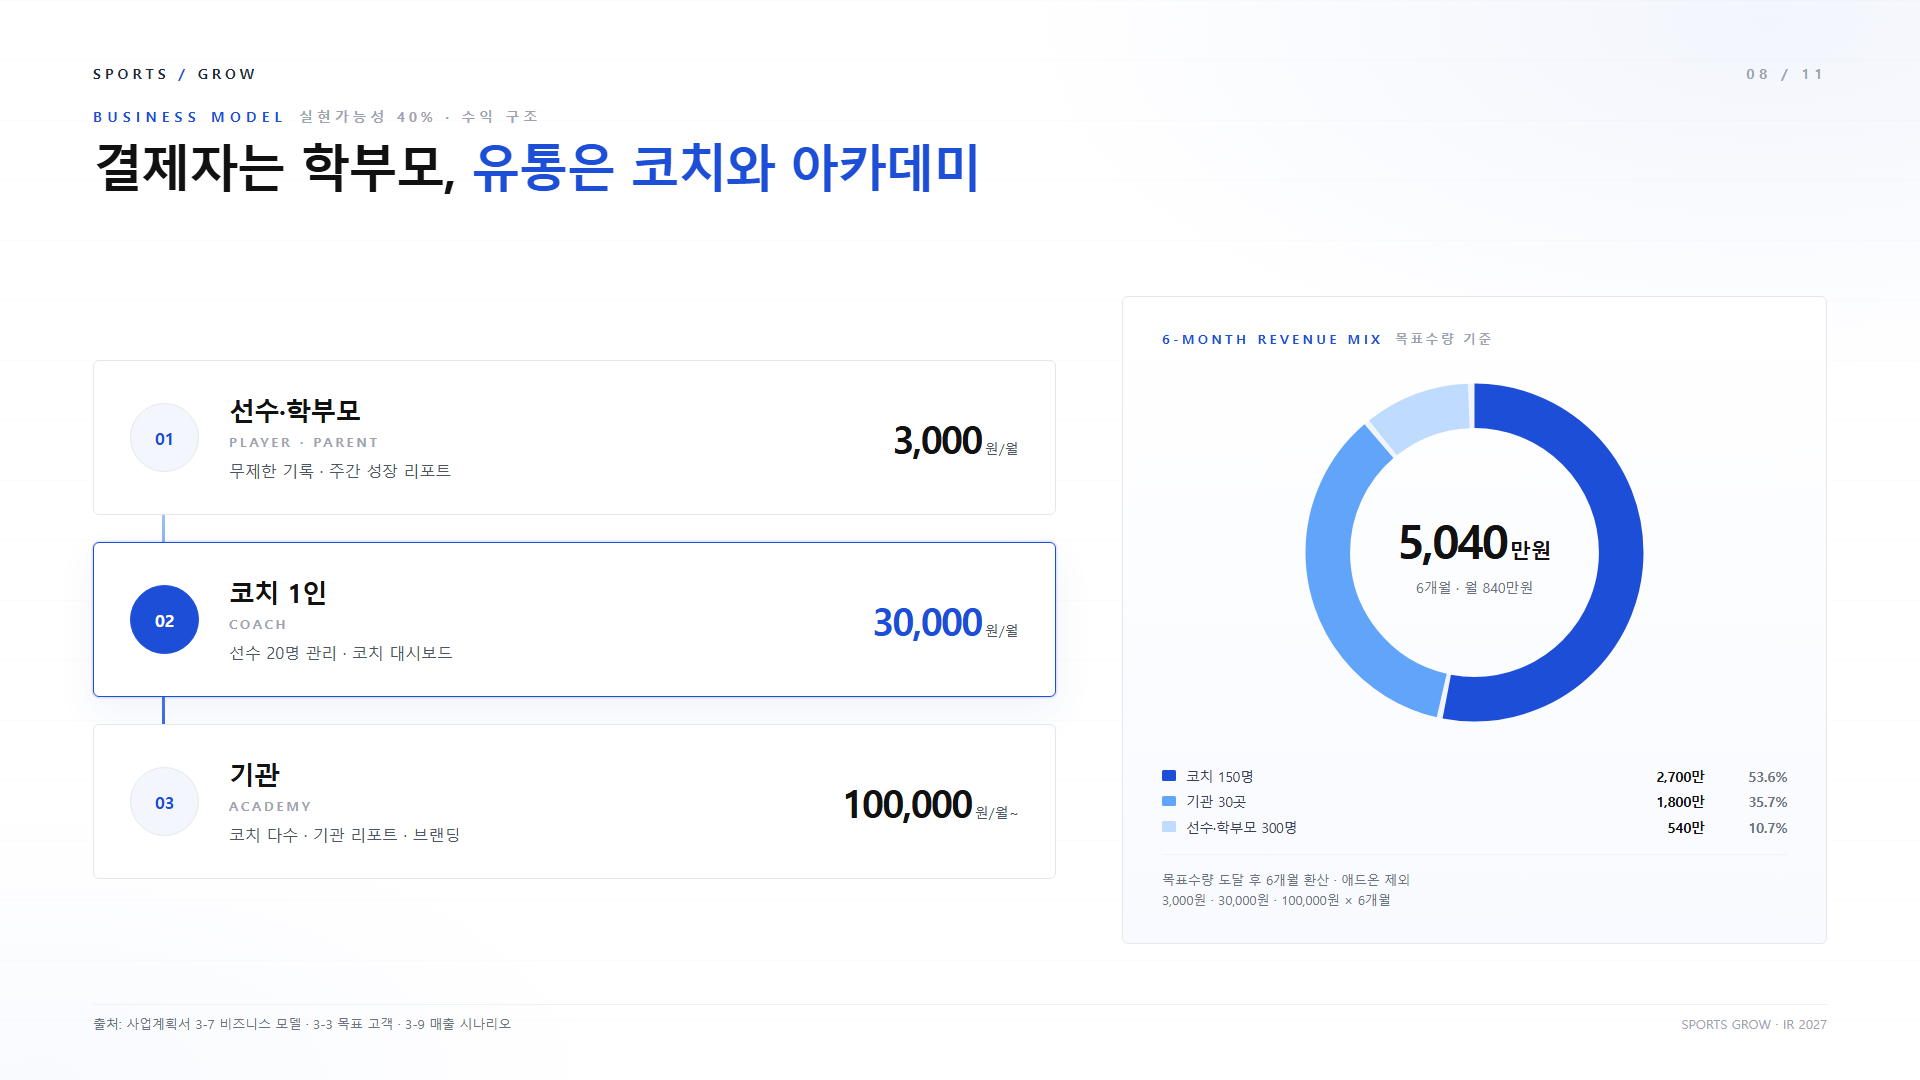 SPORTS / GROW
08 / 11
BUSINESS MODEL 실현가능성 40% · 수익 구조
결제자는 학부모, 유통은 코치와 아카데미
01
선수·학부모
PLAYER · PARENT
무제한 기록 · 주간 성장 리포트
3,000원/월
02
코치 1인
COACH
선수 20명 관리 · 코치 대시보드
30,000원/월
03
기관
ACADEMY
코치 다수 · 기관 리포트 · 브랜딩
100,000원/월~
6-MONTH REVENUE MIX 목표수량 기준
5,040만원
6개월 · 월 840만원
코치 150명 2,700만 53.6%
기관 30곳 1,800만 35.7%
선수·학부모 300명 540만 10.7%
목표수량 도달 후 6개월 환산 · 애드온 제외
3,000원 · 30,000원 · 100,000원 × 6개월
출처: 사업계획서 3-7 비즈니스 모델 · 3-3 목표 고객 · 3-9 매출 시나리오
SPORTS GROW · IR 2027